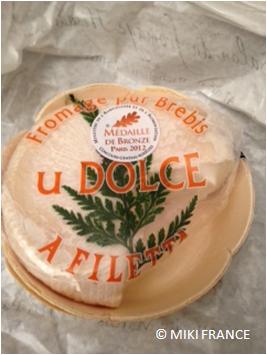 Fromage pur Brebis
MÉDAILLE
DE BRONZE
PARIS 2012
U DOLCE
A FILETTA
© MIKI FRANCE